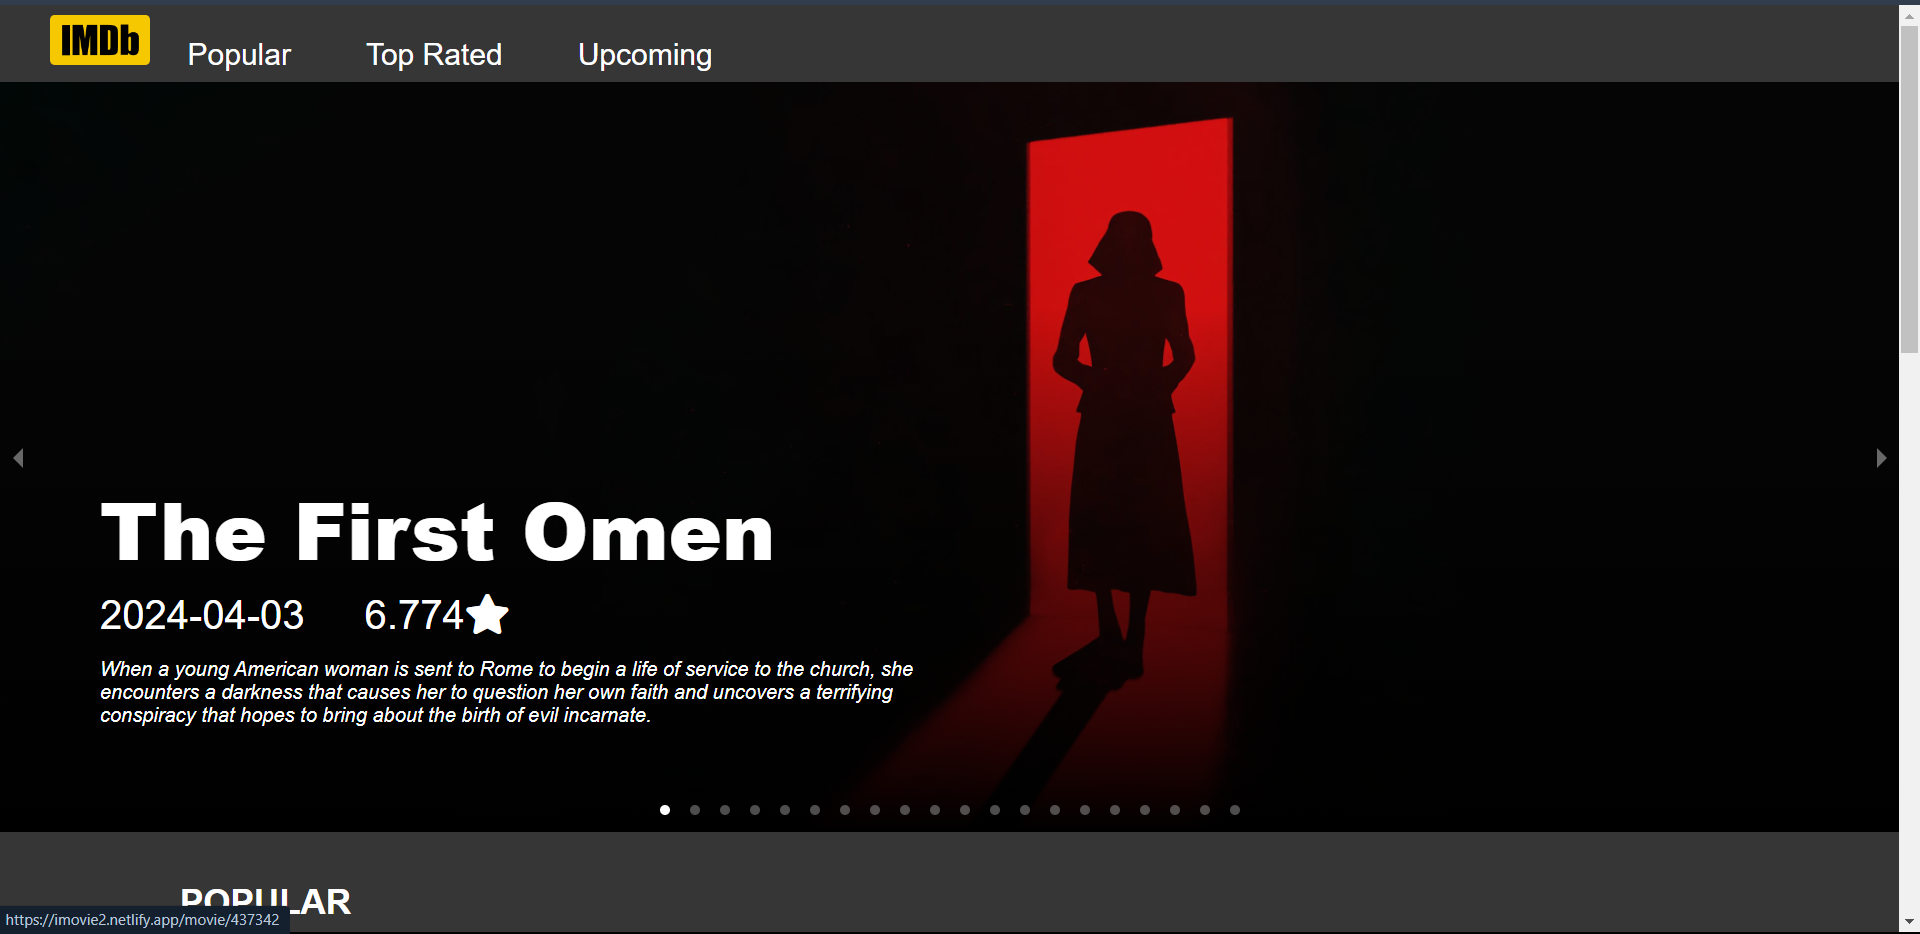 IMDb
Popular
Top Rated
Upcoming
The First Omen
2024-04-03 6.774
When a young American woman is sent to Rome to begin a life of service to the church, she
encounters a darkness that causes her to question her own faith and uncovers a terrifying
conspiracy that hopes to bring about the birth of evil incarnate.
POPULAR
https://imovie2.netlify.app/movie/437342